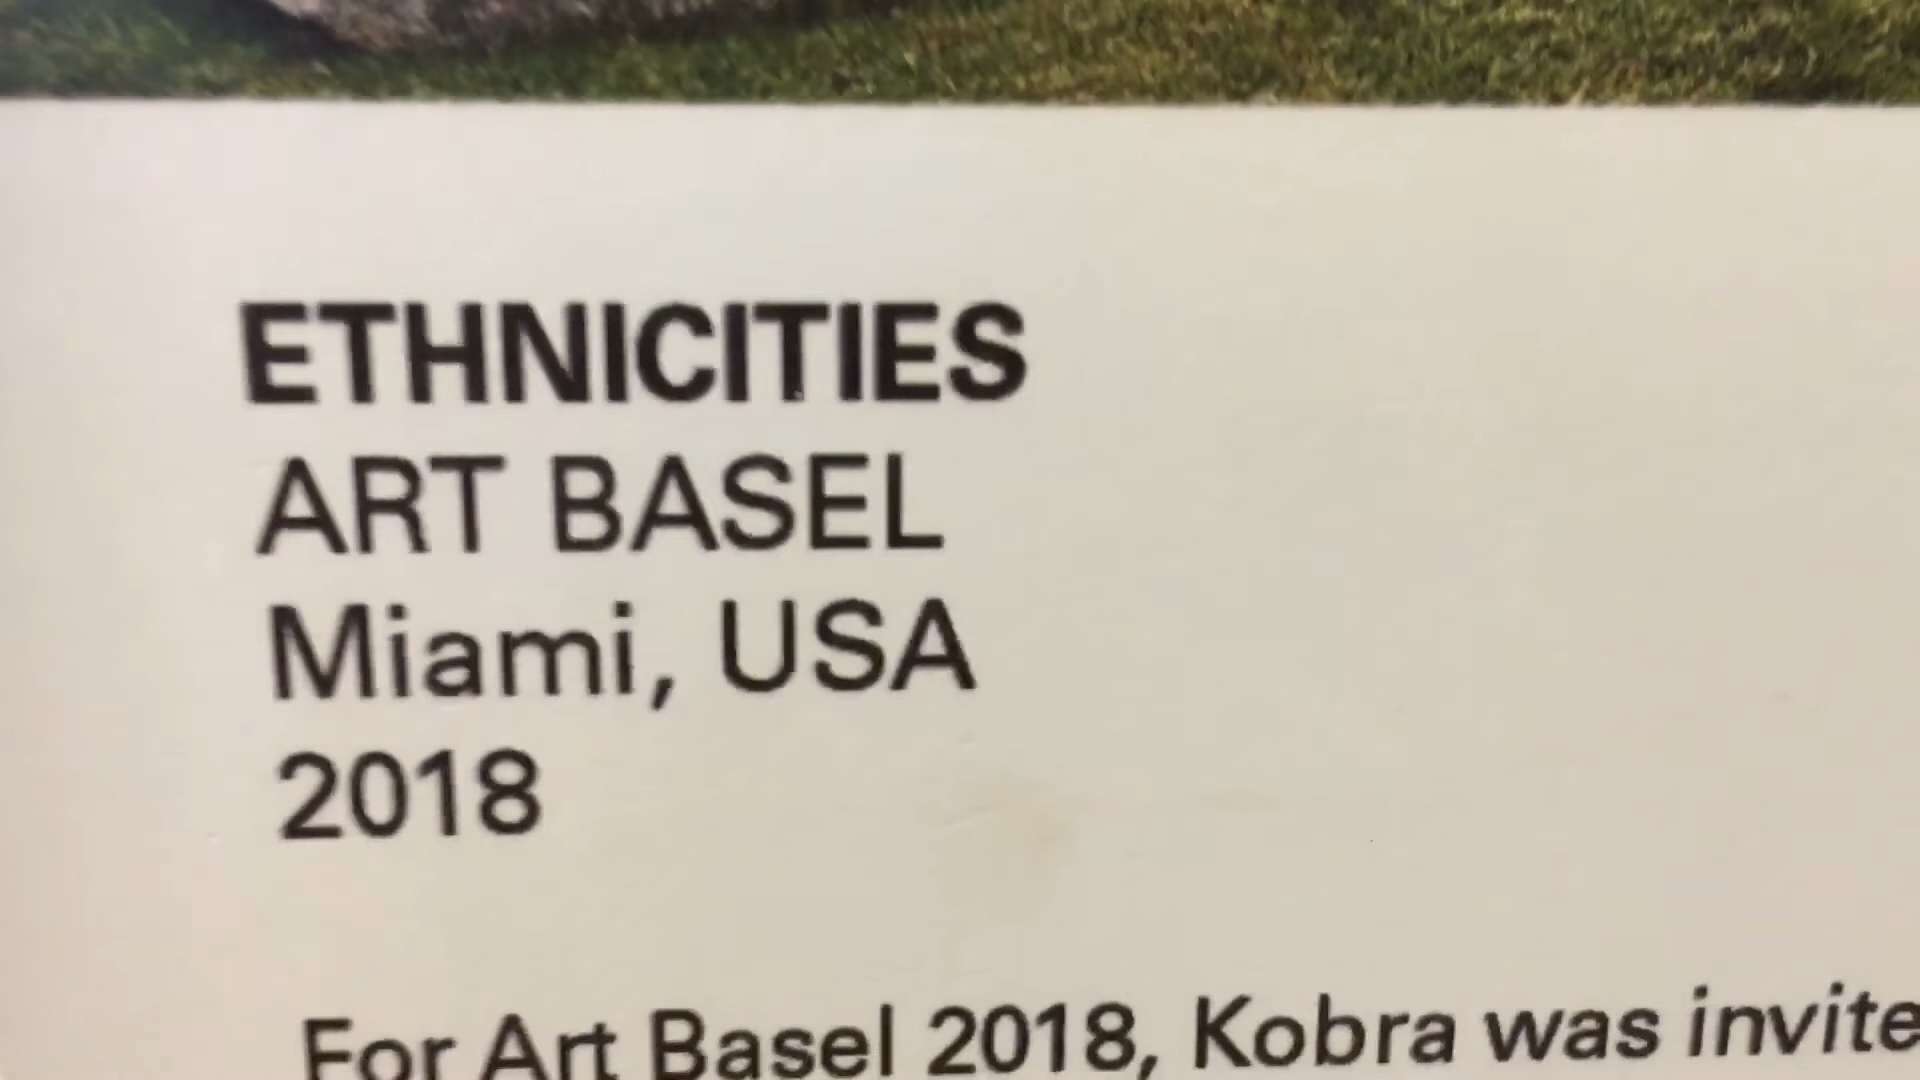 ETHNICITIES
ART BASEL
Miami, USA
2018
For Art Basel 2018, Kobra was invite